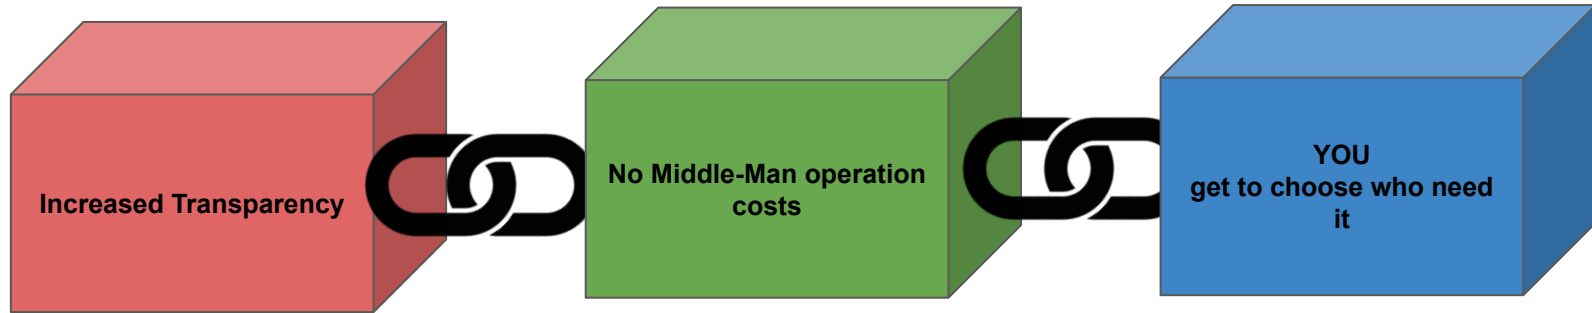 Increased Transparency
No Middle-Man operation
costs
YOU
get to choose who need
it